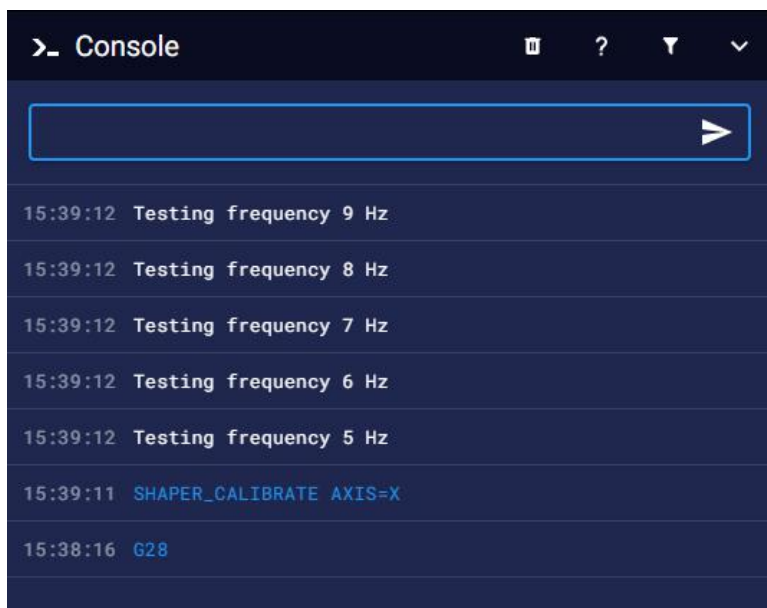 >_ Console ?
15:39:12 Testing frequency 9 Hz
15:39:12 Testing frequency 8 Hz
15:39:12 Testing frequency 7 Hz
15:39:12 Testing frequency 6 Hz
15:39:12 Testing frequency 5 Hz
15:39:11 SHAPER_CALIBRATE AXIS=X
15:38:16 G28